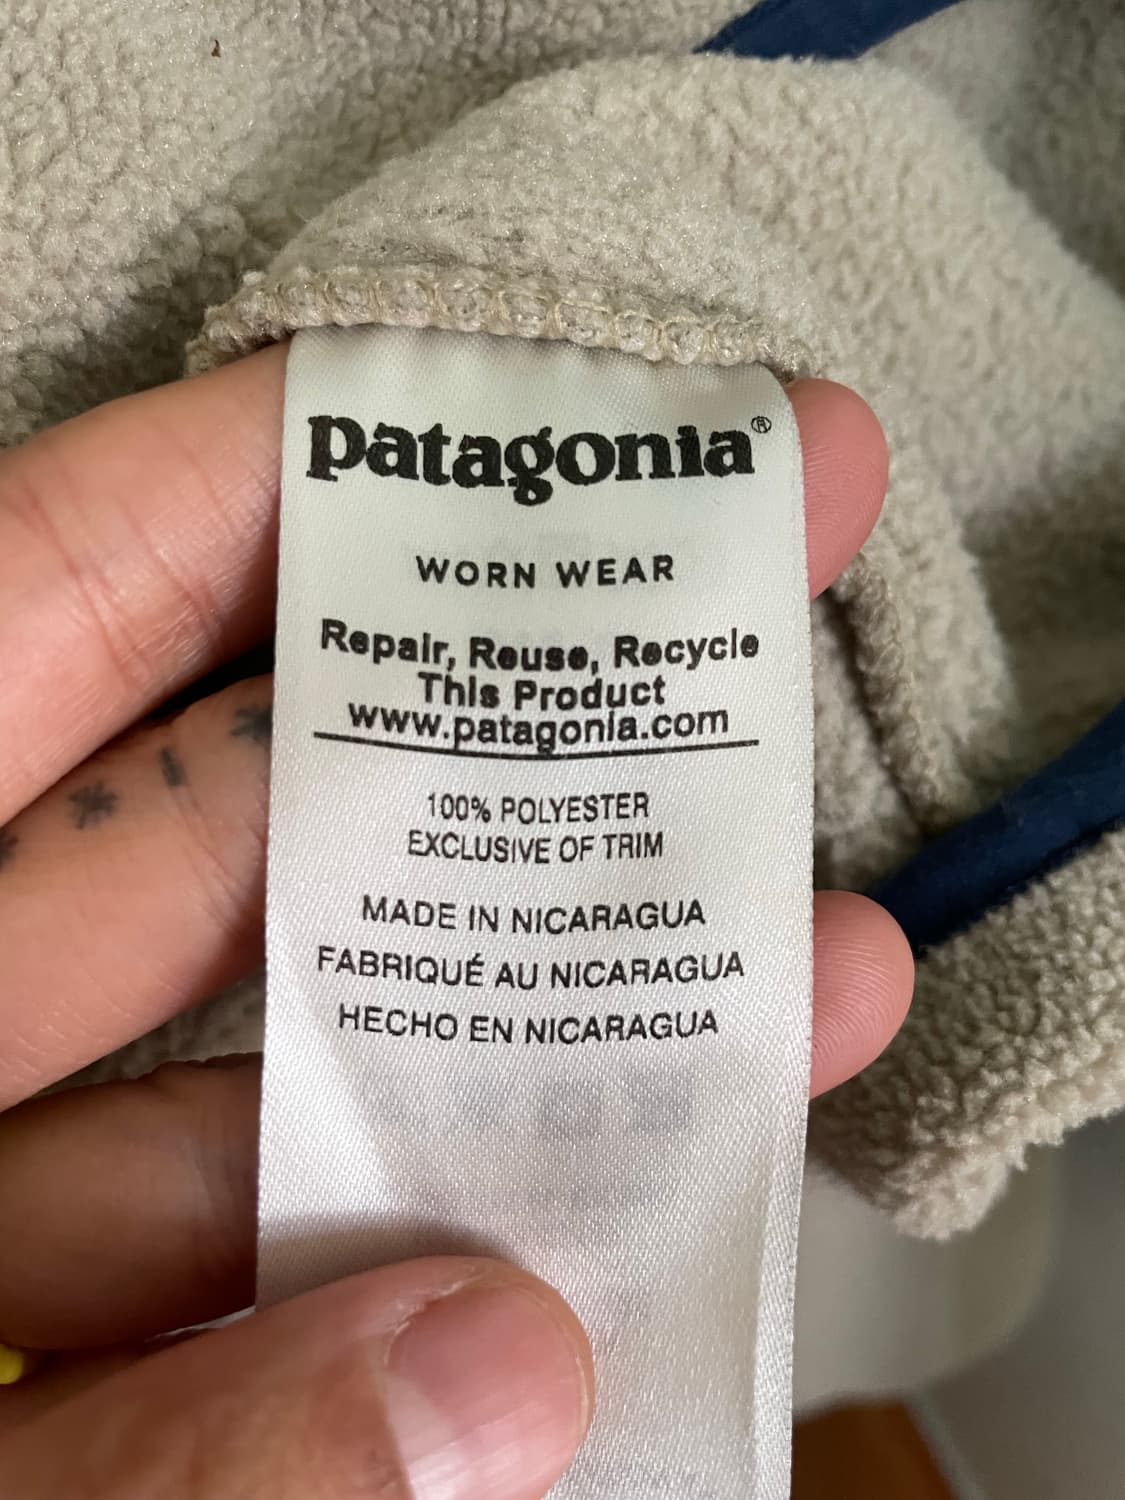 patagonia®
WORN WEAR
Repair, Reuse, Recycle
This Product
www.patagonia.com
100% POLYESTER
EXCLUSIVE OF TRIM
MADE IN NICARAGUA
FABRIQUÉ AU NICARAGUA
HECHO EN NICARAGUA